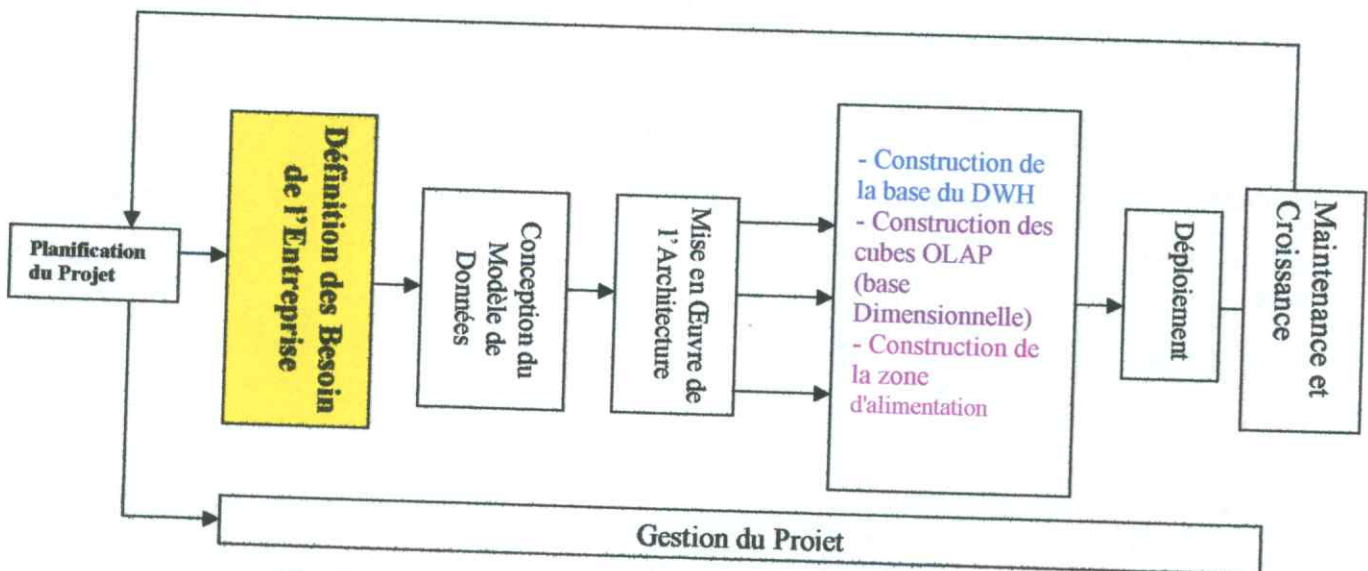 Planification
du Projet
Définition des Besoin
de l'Entreprise
Conception du
Modèle de
Données
Mise en Œuvre de
l'Architecture
- Construction de
la base du DWH
- Construction des
cubes OLAP
(base
Dimensionnelle)
- Construction de
la zone
d'alimentation
Déploiement
Maintenance et
Croissance
Gestion du Projet